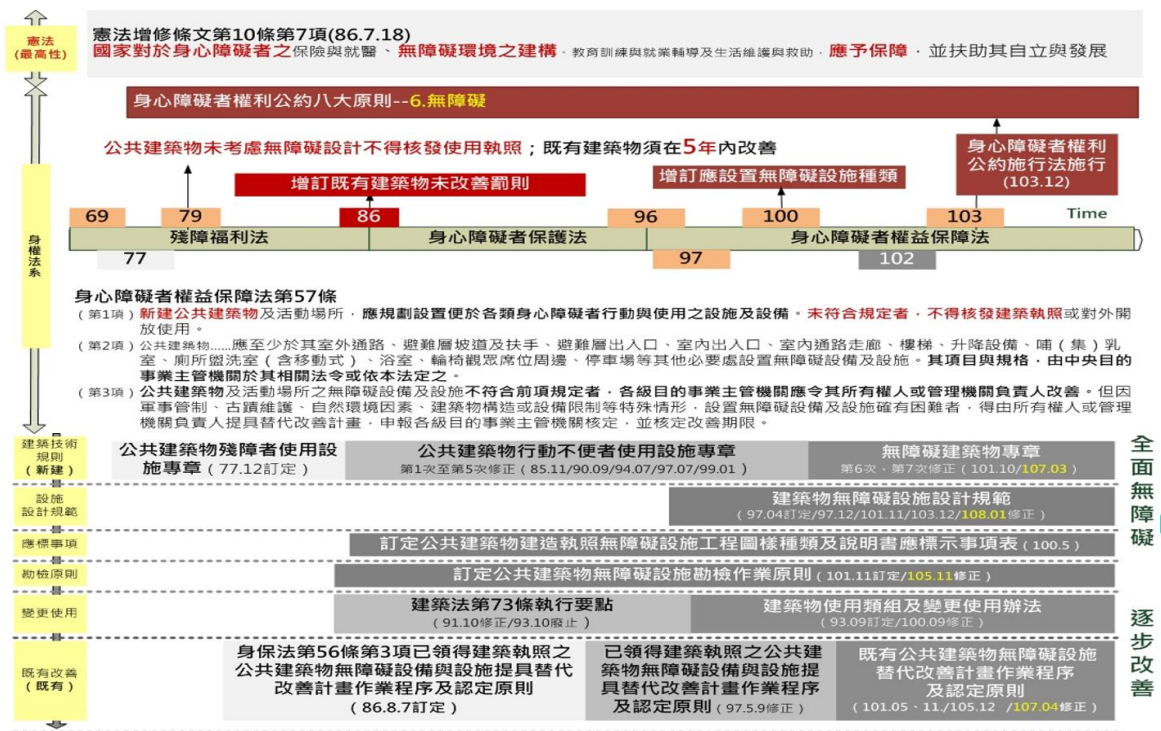 憲法
(最高性)
憲法增修條文第10條第7項(86.7.18)
國家對於身心障礙者之保險與就醫、無障礙環境之建構、教育訓練與就業輔導及生活維護與救助，應予保障，並扶助其自立與發展
身心障礙者權利公約八大原則--6.無障礙
公共建築物未考慮無障礙設計不得核發使用執照；既有建築物須在5年內改善
身心障礙者權利
公約施行法施行
(103.12)
增訂既有建築物未改善罰則
增訂應設置無障礙設施種類
69
79
86
96
100
103
Time
殘障福利法
身心障礙者保護法
身心障礙者權益保障法
77
97
102
身權法系
身心障礙者權益保障法第57條
（第1項）新建公共建築物及活動場所，應規劃設置便於各類身心障礙者行動與使用之設施及設備。未符合規定者，不得核發建築執照或對外開
放使用。
（第2項）公共建築物……應至少於其室外通路、避難層坡道及扶手、避難層出入口、室內出入口、室內通路走廊、樓梯、升降設備、哺（集）乳
室、廁所盥洗室（含移動式）、浴室、輪椅觀眾席位周邊、停車場等其他必要處設置無障礙設備及設施。其項目與規格，由中央目的
事業主管機關於其相關法令或依本法定之。
（第3項）公共建築物及活動場所之無障礙設備及設施不符合前項規定者，各級目的事業主管機關應令其所有權人或管理機關負責人改善。但因
軍事管制、古蹟維護、自然環境因素、建築物構造或設備限制等特殊情形，設置無障礙設備及設施確有困難者，得由所有權人或管理
機關負責人提具替代改善計畫，申報各級目的事業主管機關核定，並核定改善期限。
建築技術
規則
（新建）
公共建築物殘障者使用設
施專章（77.12訂定）
公共建築物行動不便者使用設施專章
第1次至第5次修正（85.11/90.09/94.07/97.07/99.01）
無障礙建築物專章
第6次、第7次修正（101.10/107.03）
全面無障礙
設施
設計規範
建築物無障礙設施設計規範
（97.04訂定/97.12/101.11/103.12/108.01修正）
應標事項
訂定公共建築物建造執照無障礙設施工程圖樣種類及說明書應標示事項表（100.5）
勘檢原則
訂定公共建築物無障礙設施勘檢作業原則（101.11訂定/105.11修正）
變更使用
建築法第73條執行要點
（91.10修正/93.10廢止）
建築物使用類組及變更使用辦法
（93.09訂定/100.09修正）
逐步改善
既有改善
（既有）
身保法第56條第3項已領得建築執照之
公共建築物無障礙設備與設施提具替代
改善計畫作業程序及認定原則
（86.8.7訂定）
已領得建築執照之公共建
築物無障礙設備與設施提
具替代改善計畫作業程序
及認定原則（97.5.9修正）
既有公共建築物無障礙設施
替代改善計畫作業程序
及認定原則
（101.05、11./105.12 /107.04修正）